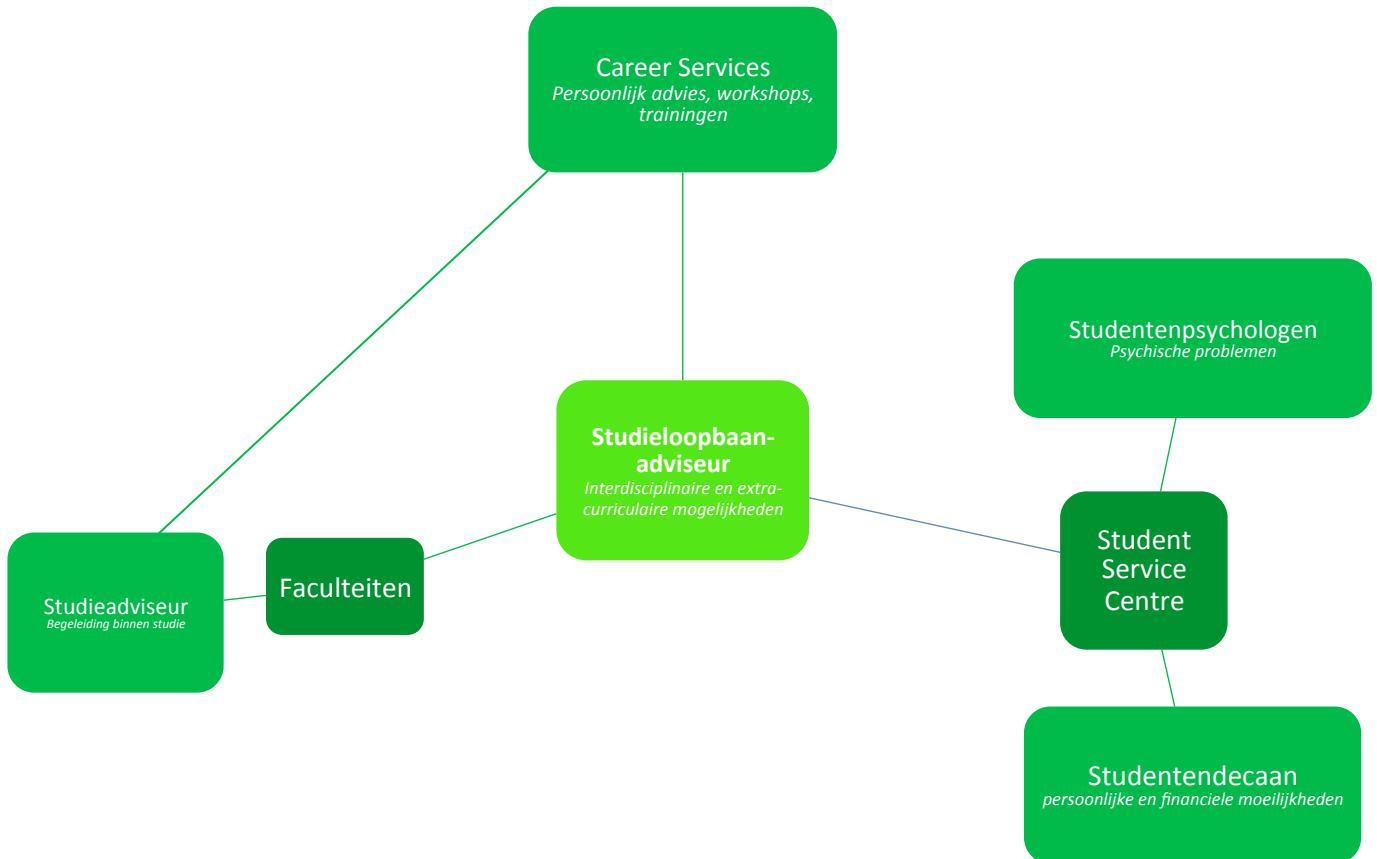 Career Services
Persoonlijk advies, workshops,
trainingen
Studentenpsychologen
Psychische problemen
Studieloopbaan-
adviseur
Interdisciplinaire en extra-
curriculaire mogelijkheden
Student
Service
Centre
Faculteiten
Studieadviseur
Begeleiding binnen studie
Studentendecaan
persoonlijke en financiele moeilijkheden